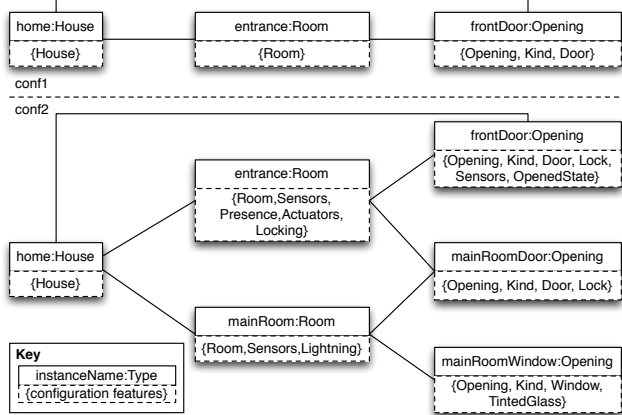 home:House
{House}
entrance:Room
{Room}
frontDoor:Opening
{Opening, Kind, Door}
conf1
conf2
frontDoor:Opening
{Opening, Kind, Door, Lock,
Sensors, OpenedState}
entrance:Room
{Room,Sensors,
Presence,Actuators,
Locking}
home:House
{House}
mainRoomDoor:Opening
{Opening, Kind, Door, Lock}
mainRoom:Room
{Room,Sensors,Lightning}
mainRoomWindow:Opening
{Opening, Kind, Window,
TintedGlass}
Key
instanceName:Type
{configuration features}